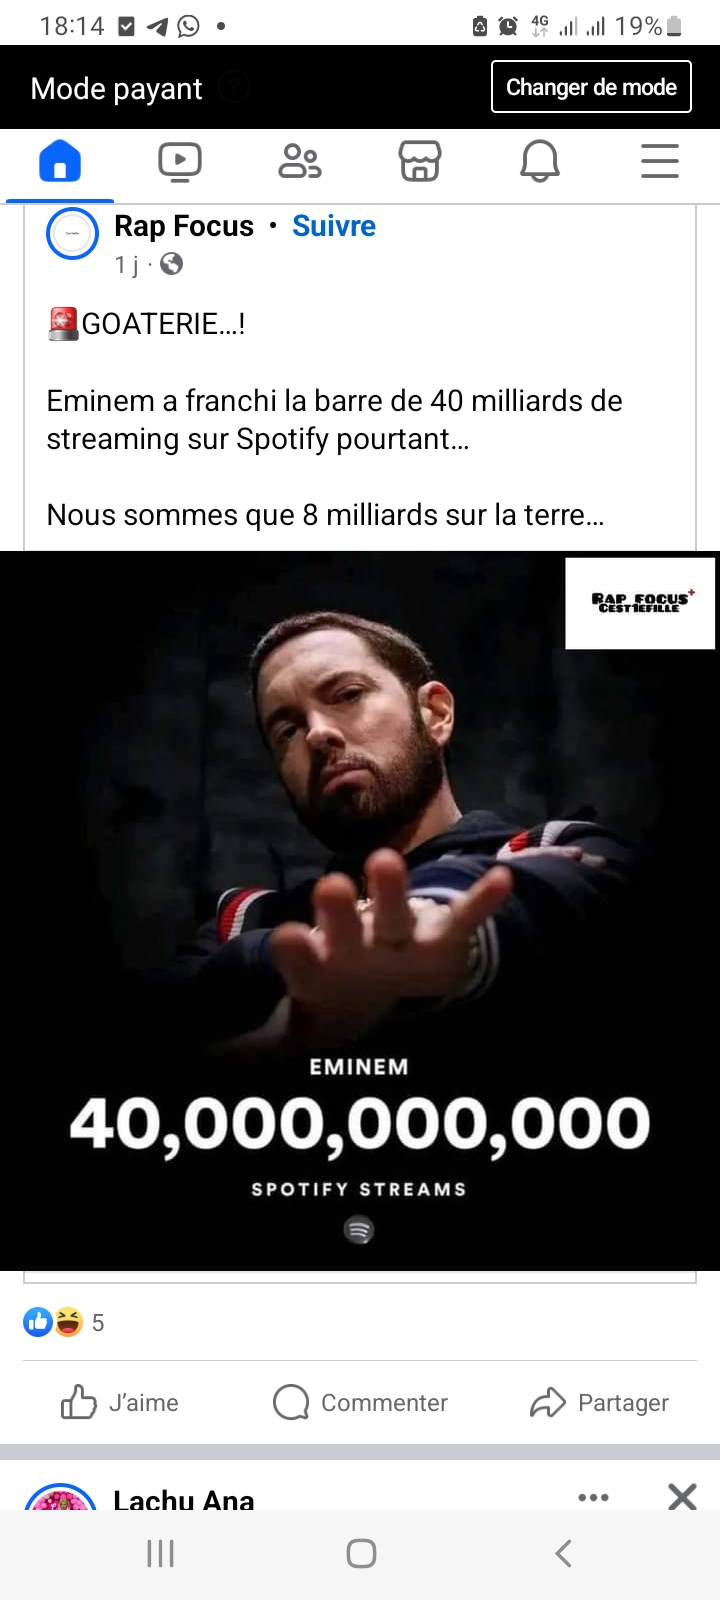 18:14 4G 19%
Mode payant ? Changer de mode
Rap Focus • Suivre
1 j ·
🚨GOATERIE...!
Eminem a franchi la barre de 40 milliards de
streaming sur Spotify pourtant...
Nous sommes que 8 milliards sur la terre...
RAP FOCUS+
CEST1EFILLE
EMINEM
40,000,000,000
SPOTIFY STREAMS
5
J'aime Commenter Partager
Lachu Ana